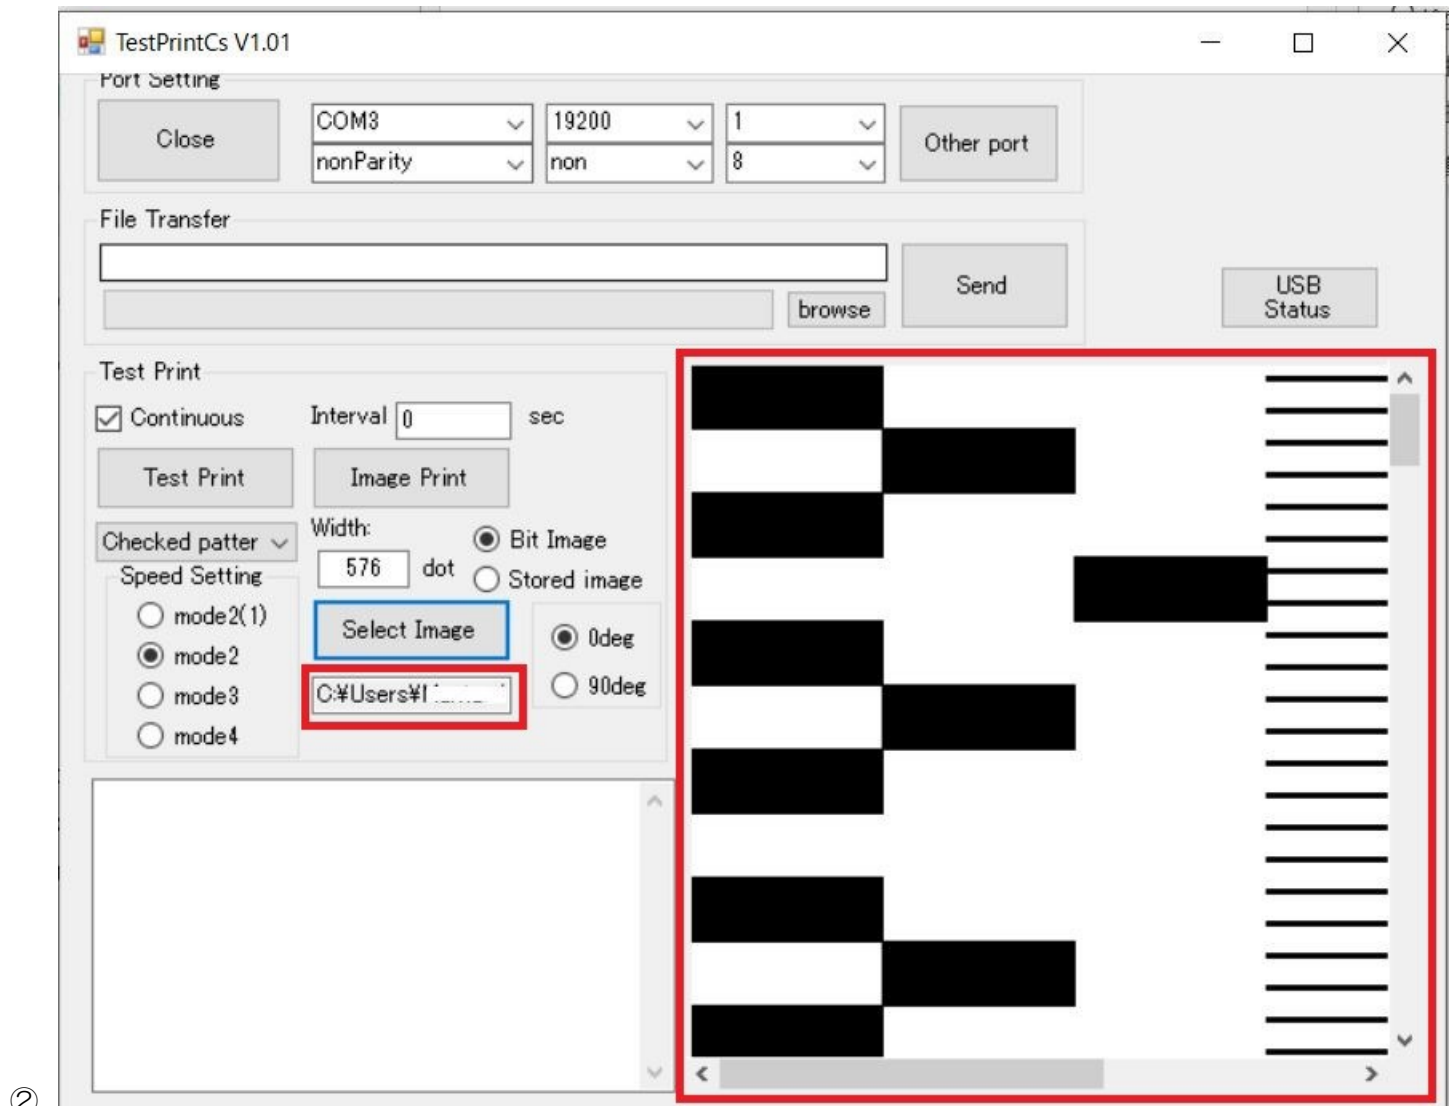 TestPrintCs V1.01
Port Setting
Close
COM3
19200
1
nonParity
non
8
Other port
File Transfer
browse
Send
USB
Status
Test Print
Continuous
Interval 0 sec
Test Print
Image Print
Checked patter
Width:
576 dot
Bit Image
Stored image
Speed Setting
mode2(1)
mode2
mode3
mode4
Select Image
C:¥Users¥
0deg
90deg
②